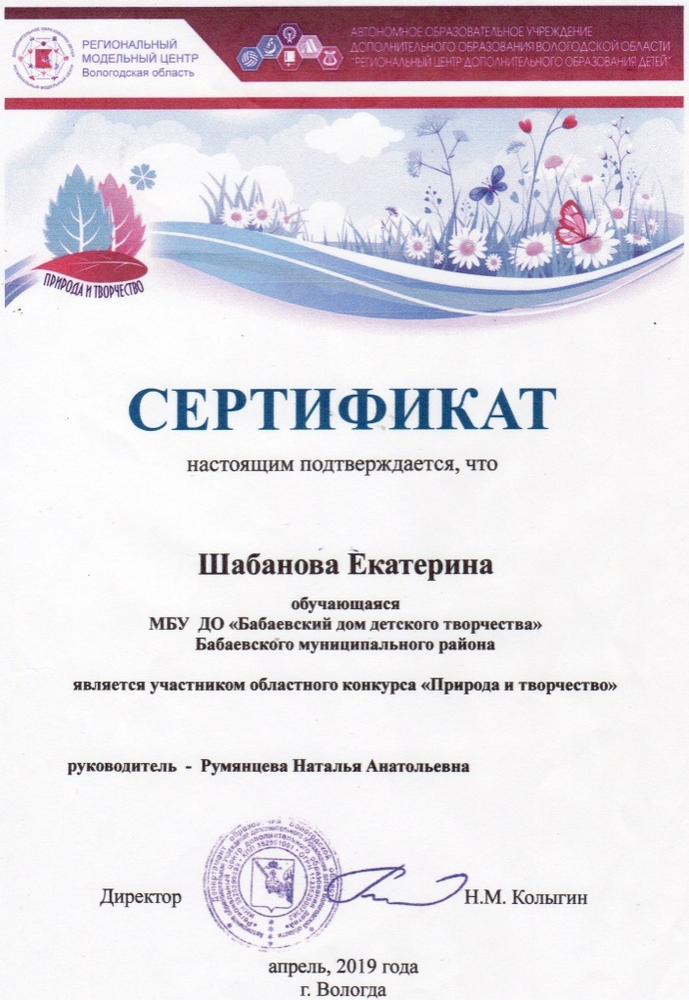 РЕГИОНАЛЬНЫЙ
МОДЕЛЬНЫЙ ЦЕНТР
Вологодская область
АВТОНОМНОЕ ОБРАЗОВАТЕЛЬНОЕ УЧРЕЖДЕНИЕ
ДОПОЛНИТЕЛЬНОГО ОБРАЗОВАНИЯ ВОЛОГОДСКОЙ ОБЛАСТИ
"РЕГИОНАЛЬНЫЙ ЦЕНТР ДОПОЛНИТЕЛЬНОГО ОБРАЗОВАНИЯ ДЕТЕЙ"
ПРИРОДА И ТВОРЧЕСТВО
СЕРТИФИКАТ
настоящим подтверждается, что
Шабанова Екатерина
обучающаяся
МБУ ДО «Бабаевский дом детского творчества»
Бабаевского муниципального района
является участником областного конкурса «Природа и творчество»
руководитель - Румянцева Наталья Анатольевна
Директор
Н.М. Колыгин
апрель, 2019 года
г. Вологда